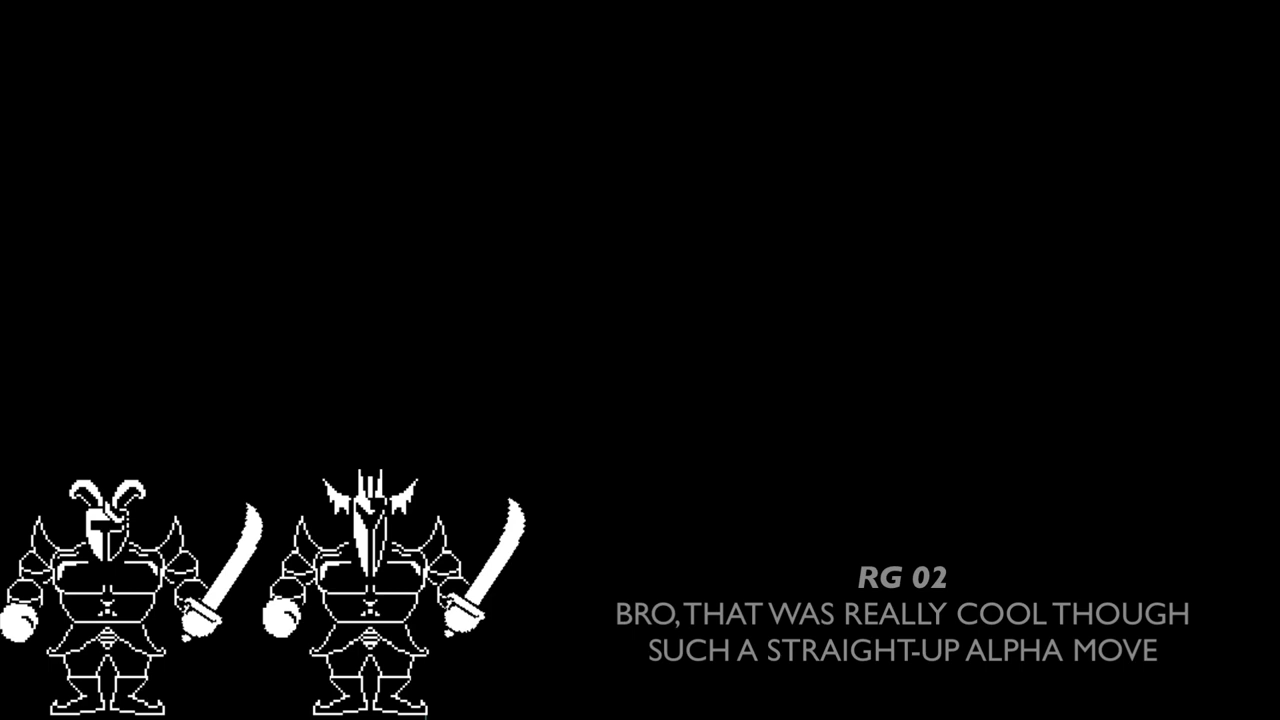 RG 02
BRO, THAT WAS REALLY COOL THOUGH
SUCH A STRAIGHT-UP ALPHA MOVE